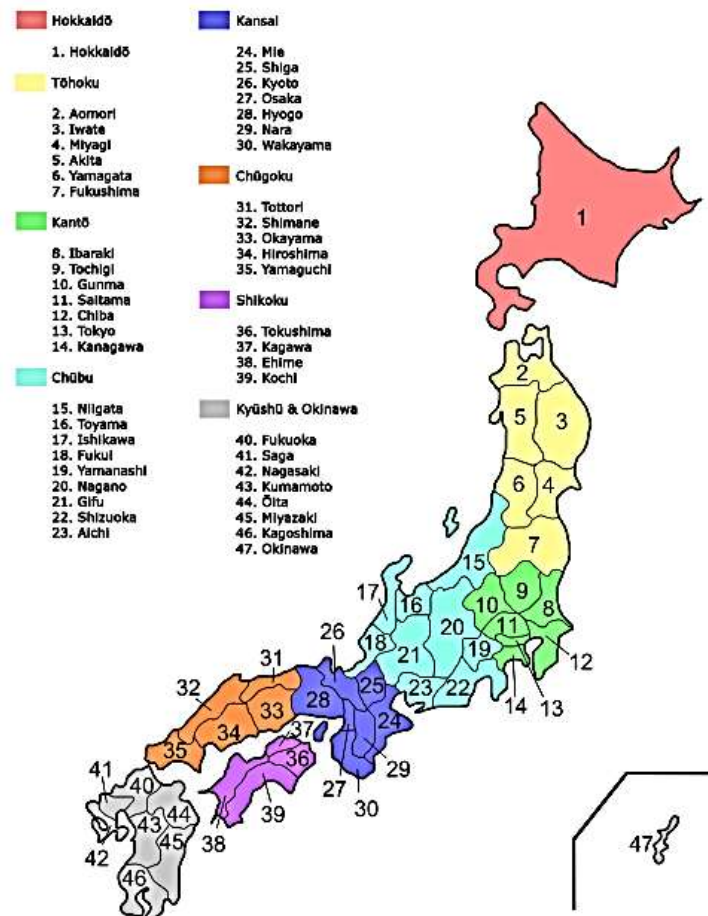 Hokkaidō
1. Hokkaidō
Tōhoku
2. Aomori
3. Iwate
4. Miyagi
5. Akita
6. Yamagata
7. Fukushima
Kantō
8. Ibaraki
9. Tochigi
10. Gunma
11. Saitama
12. Chiba
13. Tokyo
14. Kanagawa
Chūbu
15. Niigata
16. Toyama
17. Ishikawa
18. Fukui
19. Yamanashi
20. Nagano
21. Gifu
22. Shizuoka
23. Aichi
Kansai
24. Mie
25. Shiga
26. Kyoto
27. Osaka
28. Hyogo
29. Nara
30. Wakayama
Chūgoku
31. Tottori
32. Shimane
33. Okayama
34. Hiroshima
35. Yamaguchi
Shikoku
36. Tokushima
37. Kagawa
38. Ehime
39. Kochi
Kyūshū & Okinawa
40. Fukuoka
41. Saga
42. Nagasaki
43. Kumamoto
44. Ōita
45. Miyazaki
46. Kagoshima
47. Okinawa
1
2
5
3
6
4
7
15
17
16
10
9
8
11
20
18
21
19
12
26
14
13
31
25
23
22
32
28
33
24
34
37
35
36
29
27
30
41
40
39
38
44
43
42
45
46
47